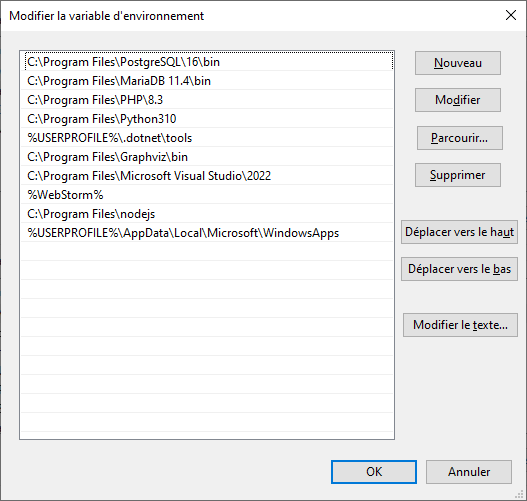 Modifier la variable d'environnement
C:\Program Files\PostgreSQL\16\bin
C:\Program Files\MariaDB 11.4\bin
C:\Program Files\PHP\8.3
C:\Program Files\Python310
%USERPROFILE%\.dotnet\tools
C:\Program Files\Graphviz\bin
C:\Program Files\Microsoft Visual Studio\2022
%WebStorm%
C:\Program Files\nodejs
%USERPROFILE%\AppData\Local\Microsoft\WindowsApps
Nouveau
Modifier
Parcourir...
Supprimer
Déplacer vers le haut
Déplacer vers le bas
Modifier le texte...
OK
Annuler